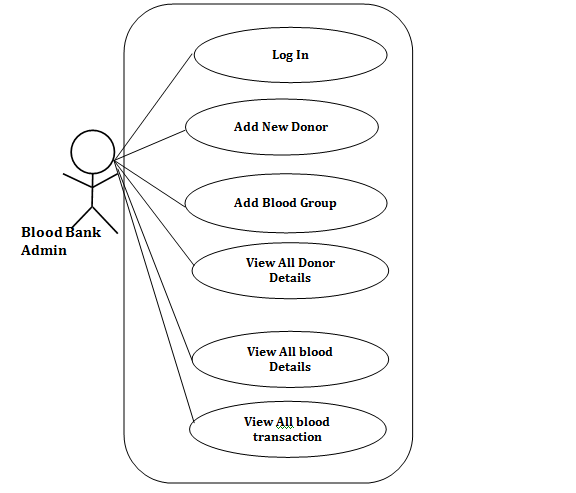 Log In
Add New Donor
Blood Bank
Admin
Add Blood Group
View All Donor
Details
View All blood
Details
View All blood
transaction